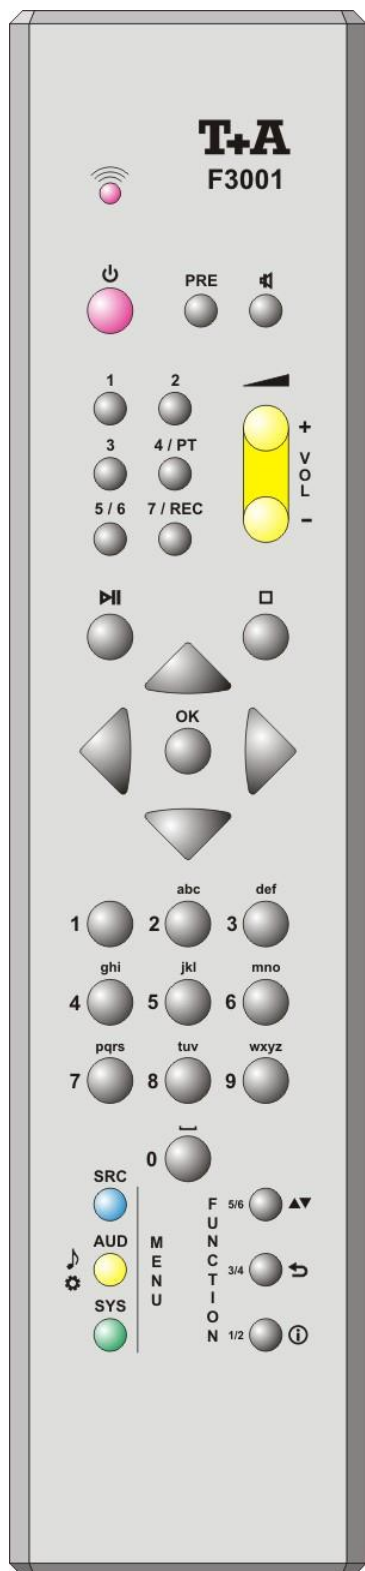 T+A
F3001
PRE
1 2
3 4 / PT
5 / 6 7 / REC
+
VOL
-
OK
abc def
1 2 3
ghi jkl mno
4 5 6
pqrs tuv wxyz
7 8 9
0
SRC
AUD
SYS
MENU
FUNCTION
5/6
3/4
1/2